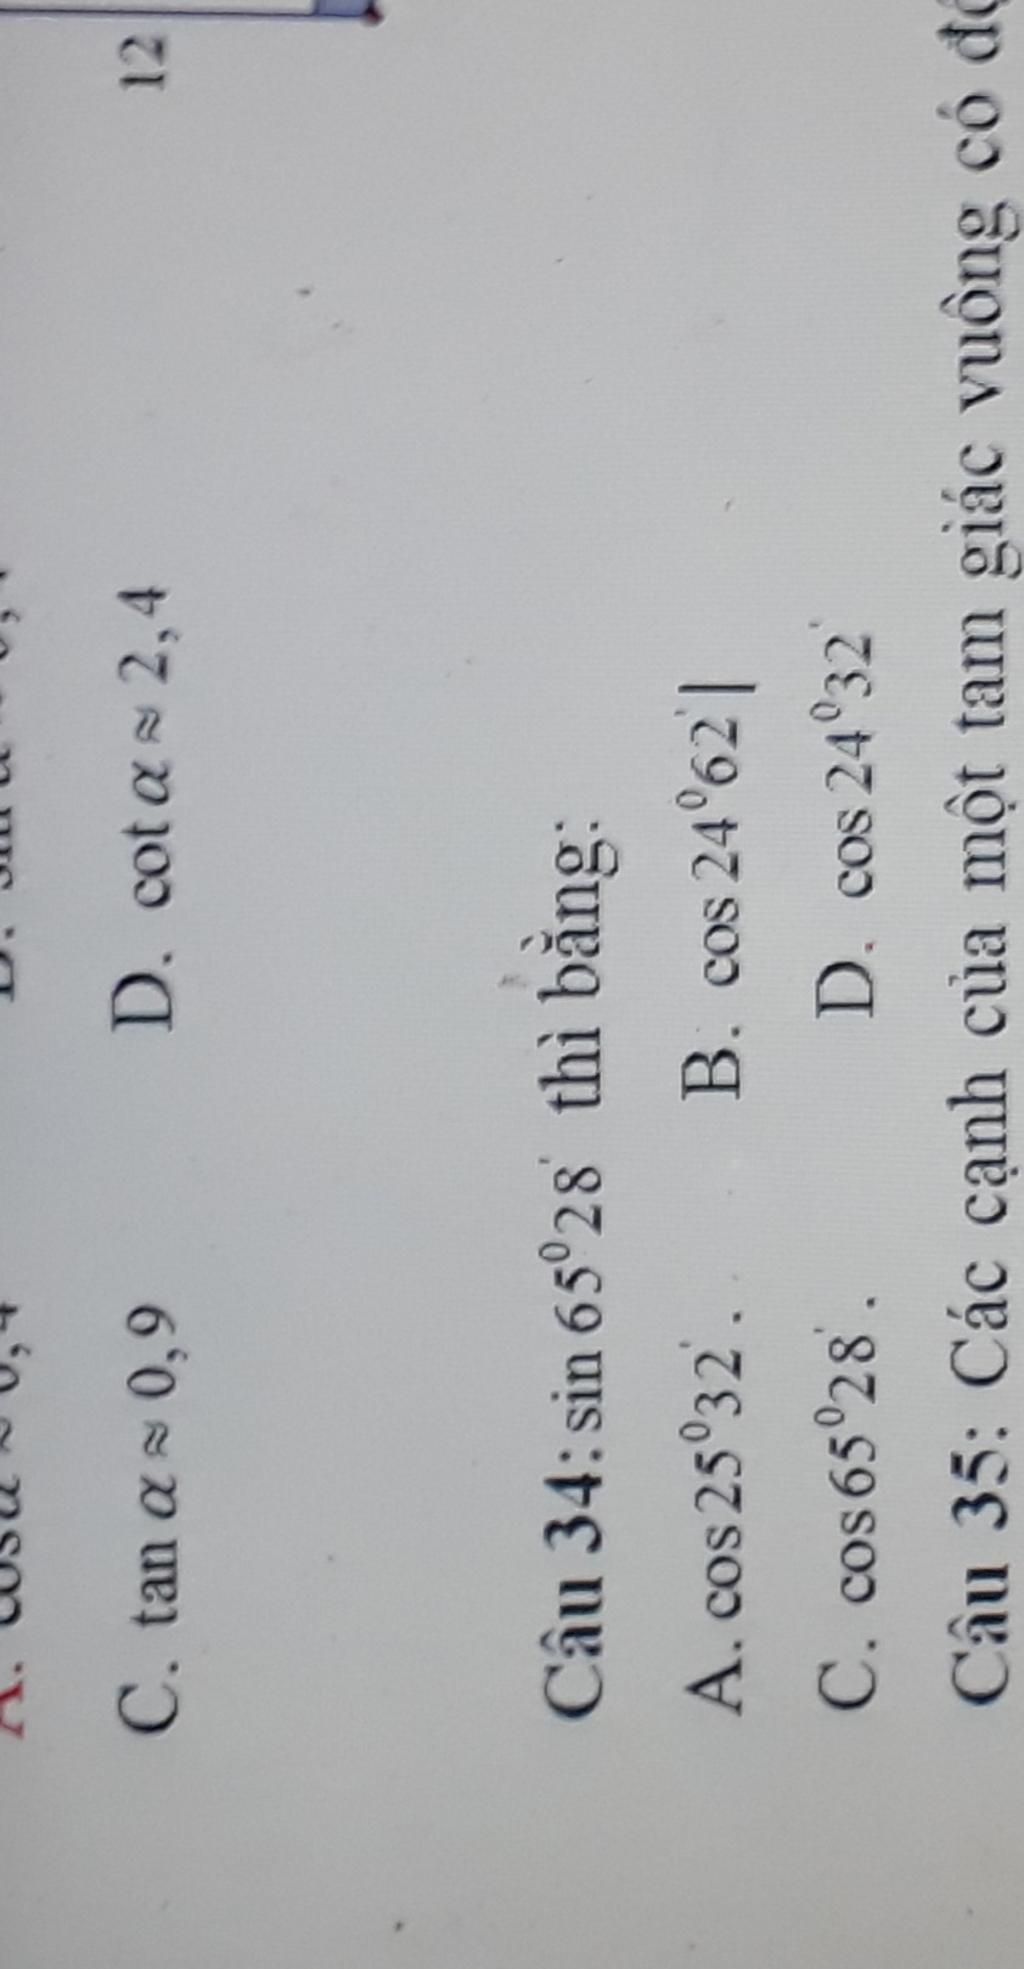 12
C. tan α ≈ 0,9 D. cot α ≈ 2,4
Câu 34: sin 65⁰28' thì bằng:
A. cos 25⁰32'. B. cos 24⁰62'
C. cos 65⁰28'. D. cos 24⁰32'
Câu 35: Các cạnh của một tam giác vuông có